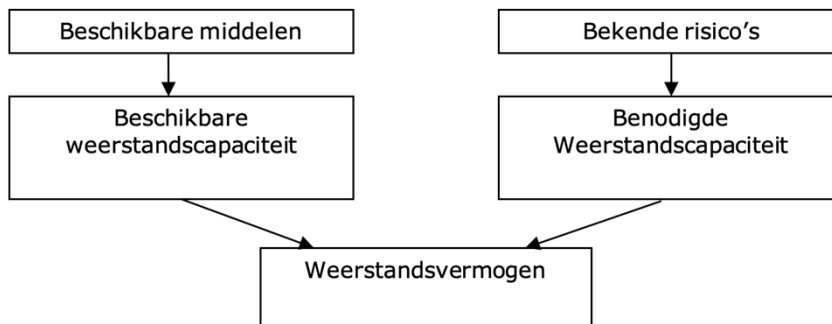 Beschikbare middelen
Bekende risico’s
Beschikbare
weerstandscapaciteit
Benodigde
Weerstandscapaciteit
Weerstandsvermogen